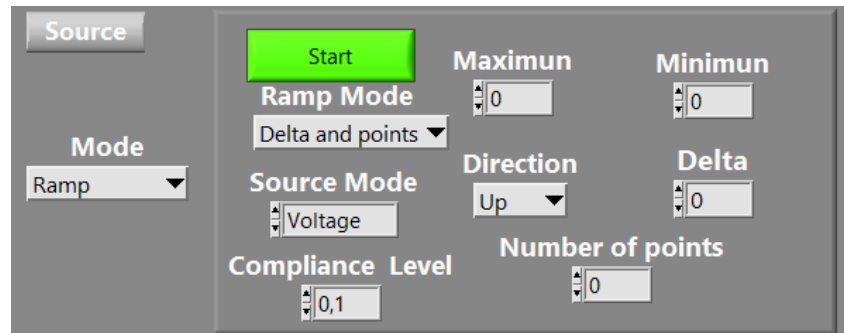 Source
Mode
Ramp
Start
Ramp Mode
Delta and points
Source Mode
Voltage
Compliance Level
0,1
Maximun
0
Minimun
0
Direction
Up
Delta
0
Number of points
0